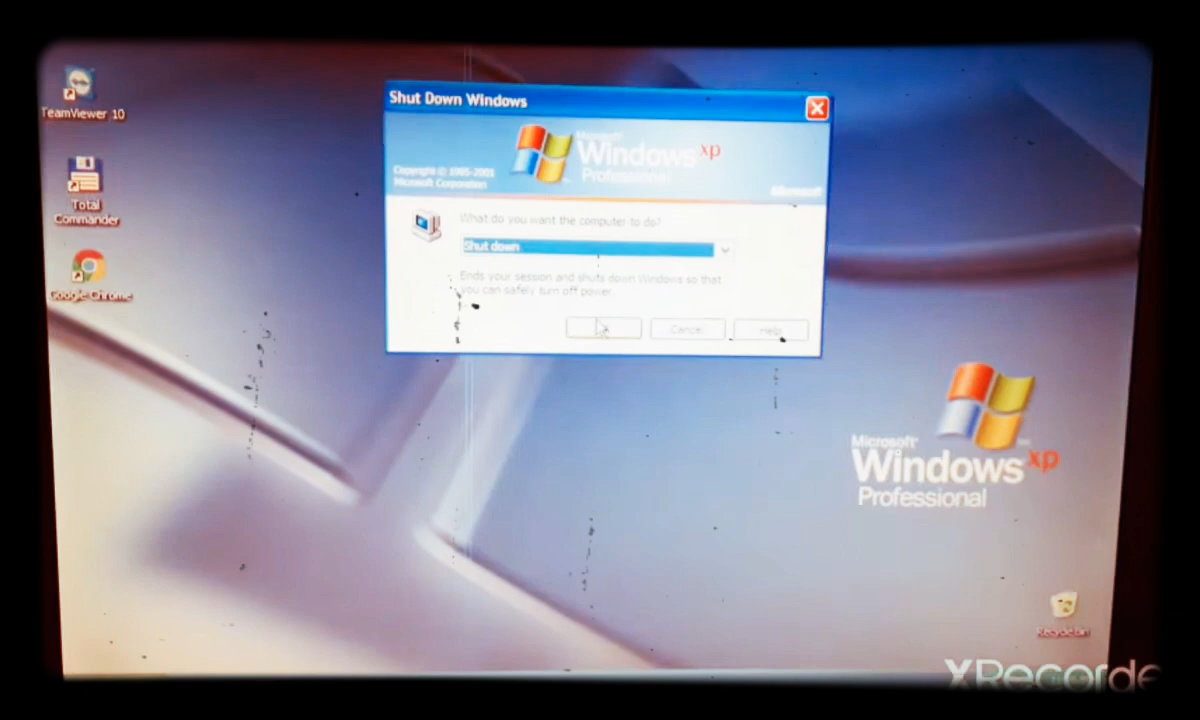 TeamViewer 10
Total
Commander
Google Chrome
Shut Down Windows
Microsoft
Windows xp
Professional
Copyright © 1985-2001
Microsoft Corporation
Microsoft
What do you want the computer to do?
Shut down
Ends your session and shuts down Windows so that
you can safely turn off power.
Cancel
Help
Microsoft
Windows xp
Professional
Recycle Bin
XRecorde